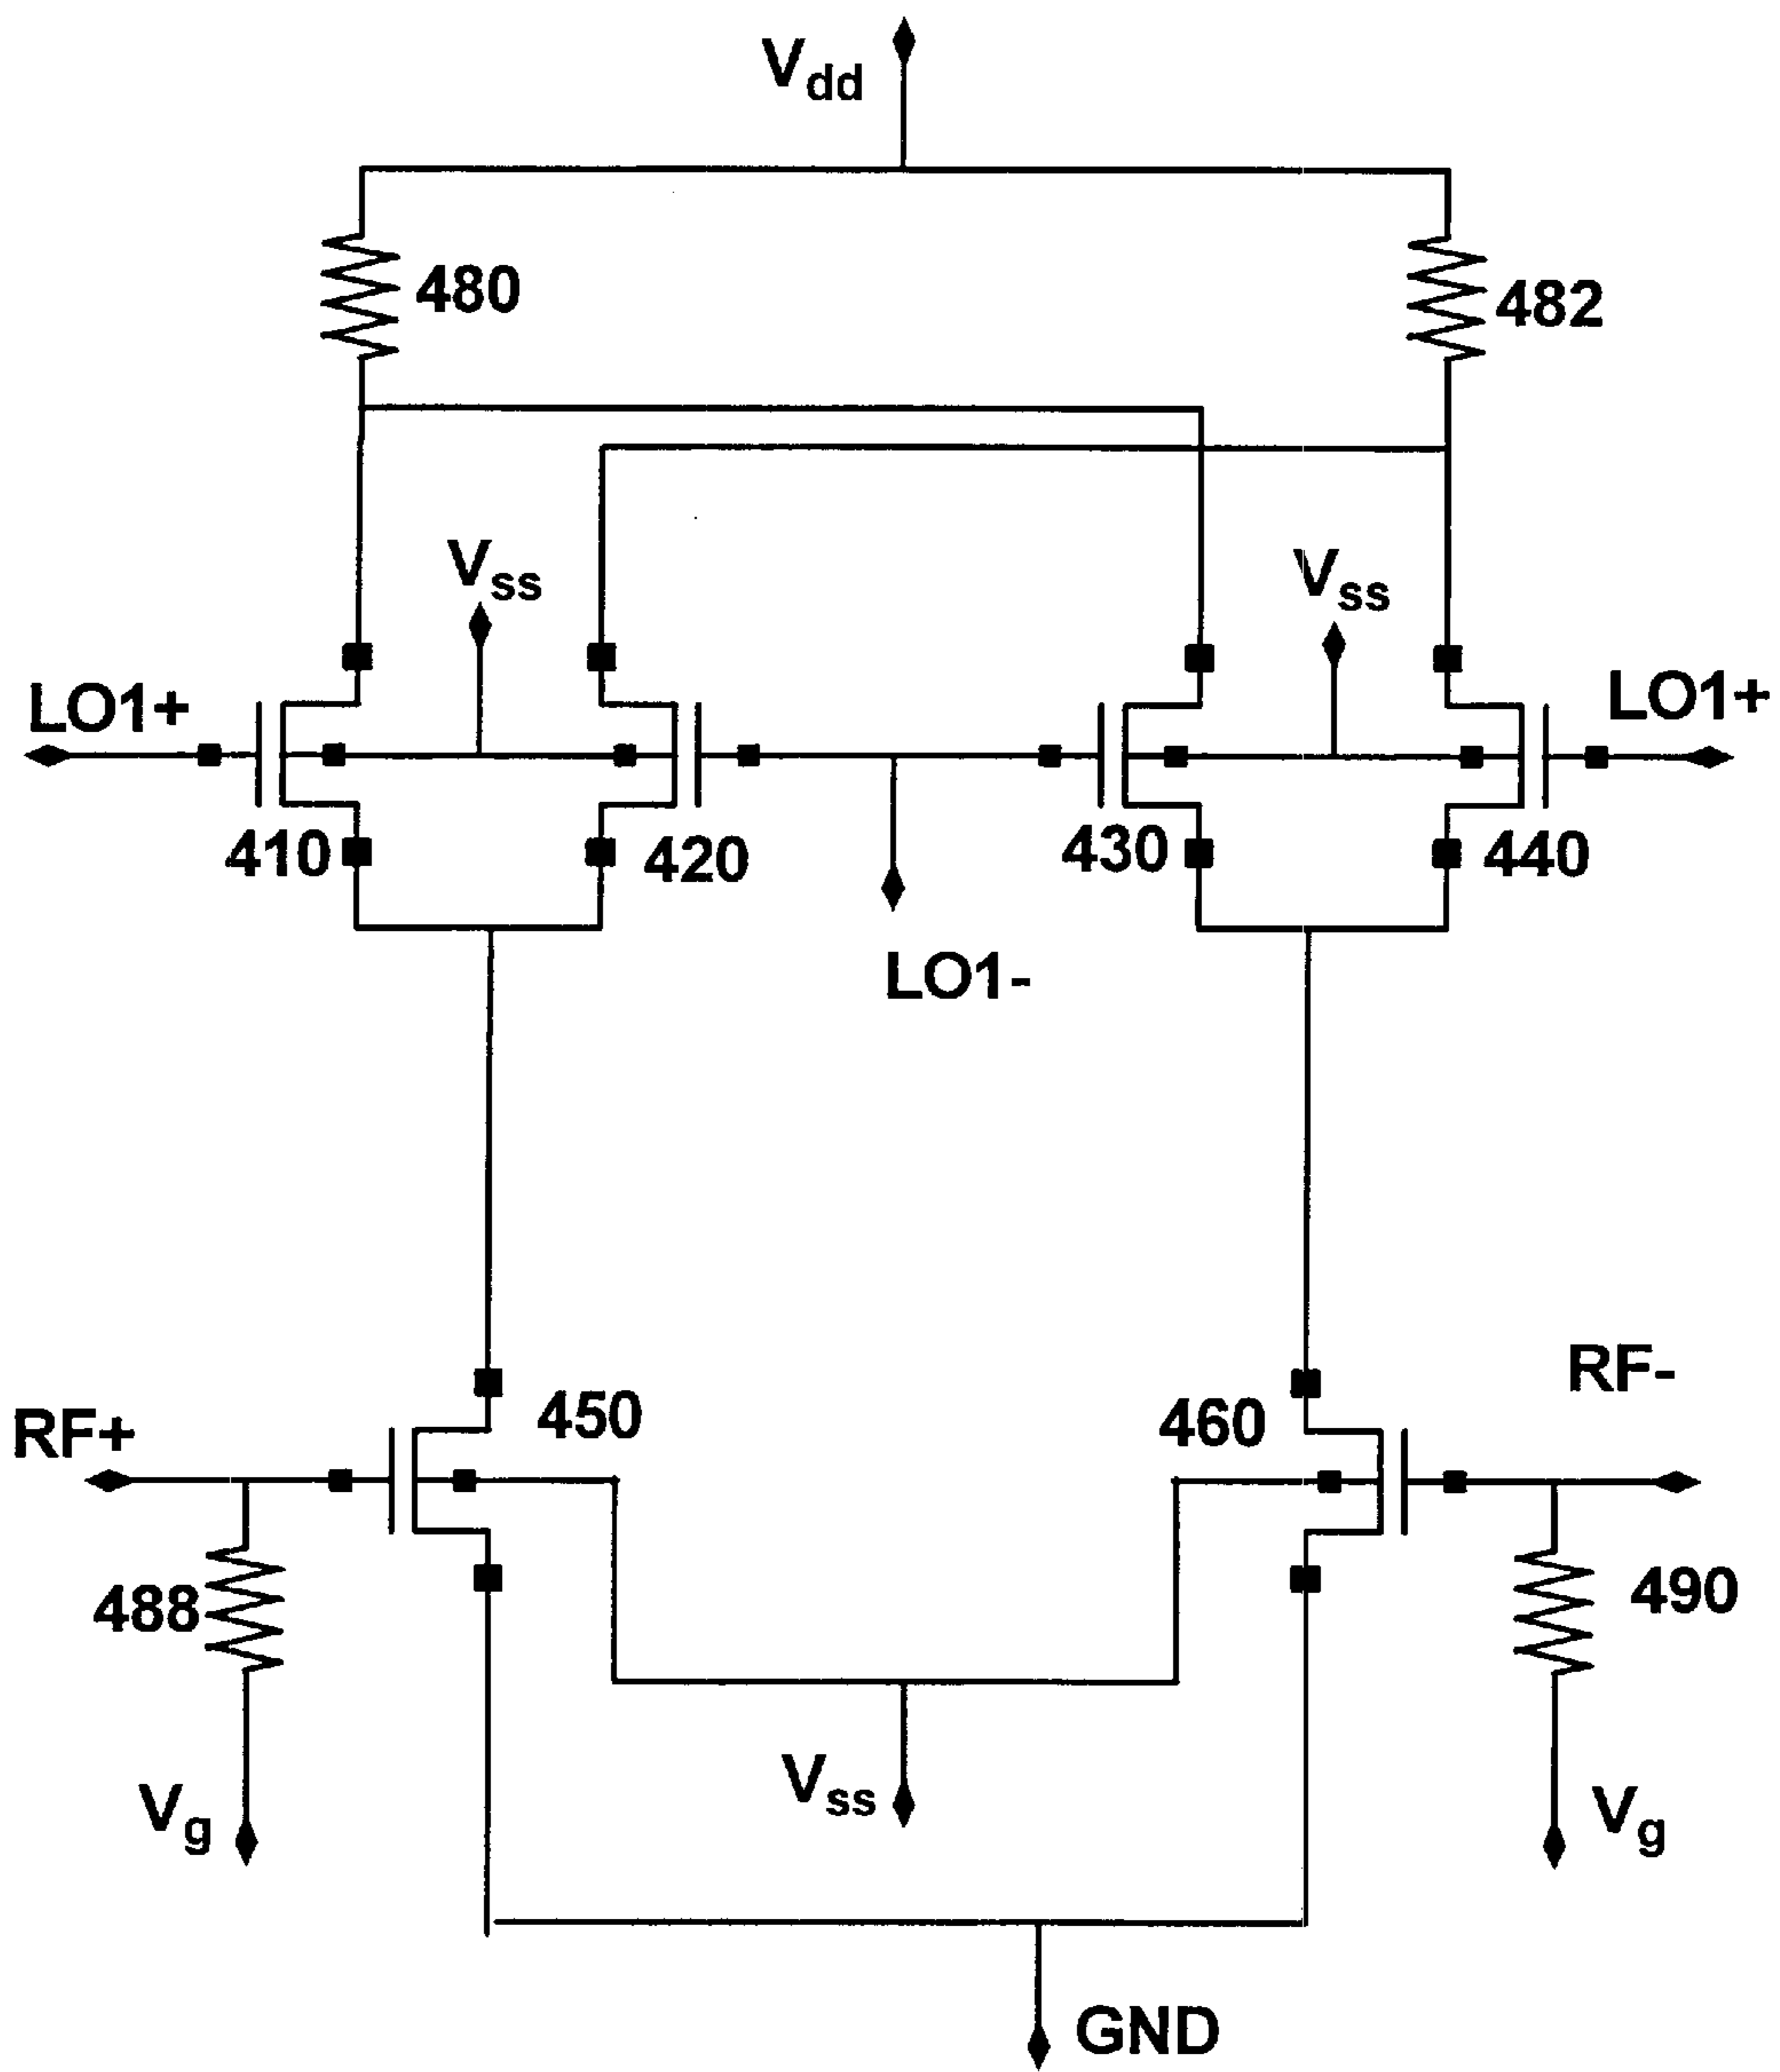 Vdd
480
482
Vss
Vss
LO1+
LO1+
410
420
430
440
LO1-
RF-
RF+
450
460
488
490
Vss
Vg
Vg
GND